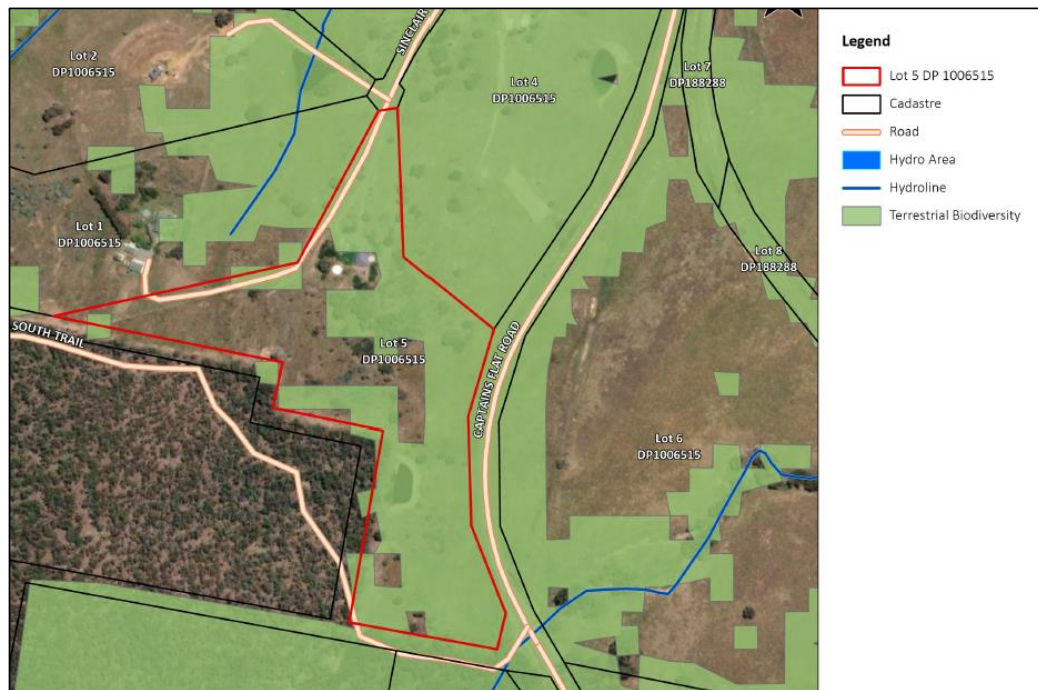 Lot 2
DP1006515
SINCLAIR
Lot 4
DP1006515
Lot 7
DP188288
Lot 1
DP1006515
Lot 8
DP188288
SOUTH TRAIL
Lot 5
DP1006515
CAPTAINS FLAT ROAD
Lot 6
DP1006515
Legend
Lot 5 DP 1006515
Cadastre
Road
Hydro Area
Hydroline
Terrestrial Biodiversity